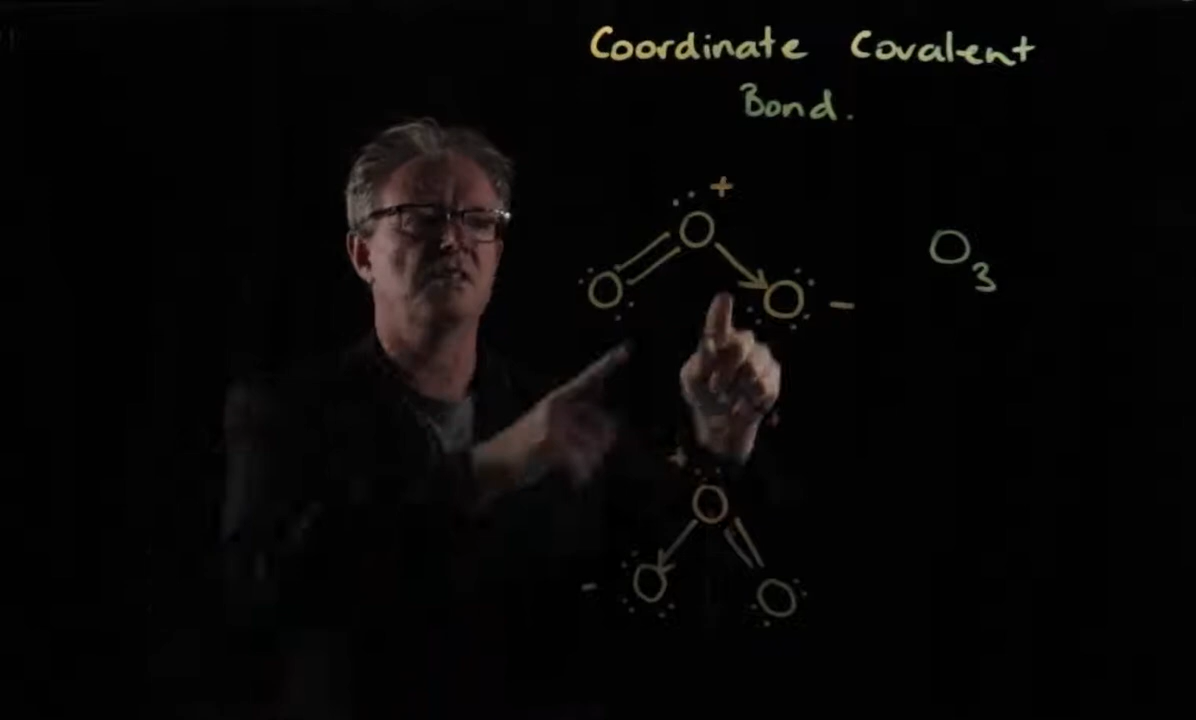 Coordinate Covalent
Bond.
+
O
O
O -
O₃
+
O
- O
O